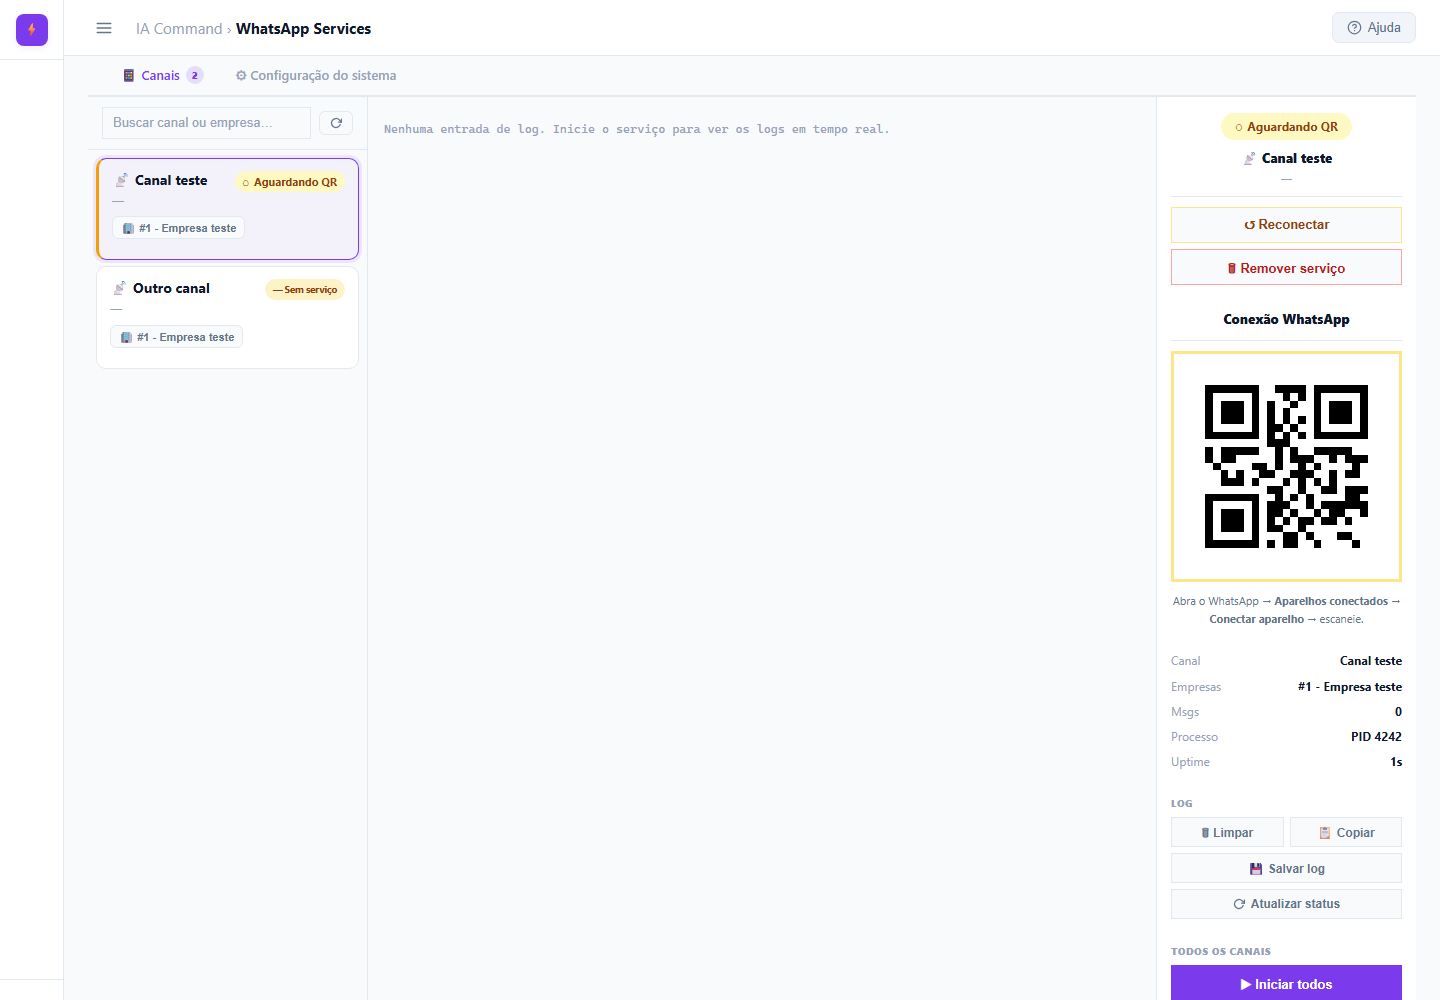 IA Command › WhatsApp Services
Ajuda
Canais 2
Configuração do sistema
Buscar canal ou empresa...
Canal teste
○ Aguardando QR
—
#1 - Empresa teste
Outro canal
— Sem serviço
—
#1 - Empresa teste
Nenhuma entrada de log. Inicie o serviço para ver os logs em tempo real.
○ Aguardando QR
Canal teste
—
↺ Reconectar
Remover serviço
Conexão WhatsApp
Abra o WhatsApp → Aparelhos conectados →
Conectar aparelho → escaneie.
Canal Canal teste
Empresas #1 - Empresa teste
Msgs 0
Processo PID 4242
Uptime 1s
LOG
Limpar
Copiar
Salvar log
Atualizar status
TODOS OS CANAIS
▶ Iniciar todos